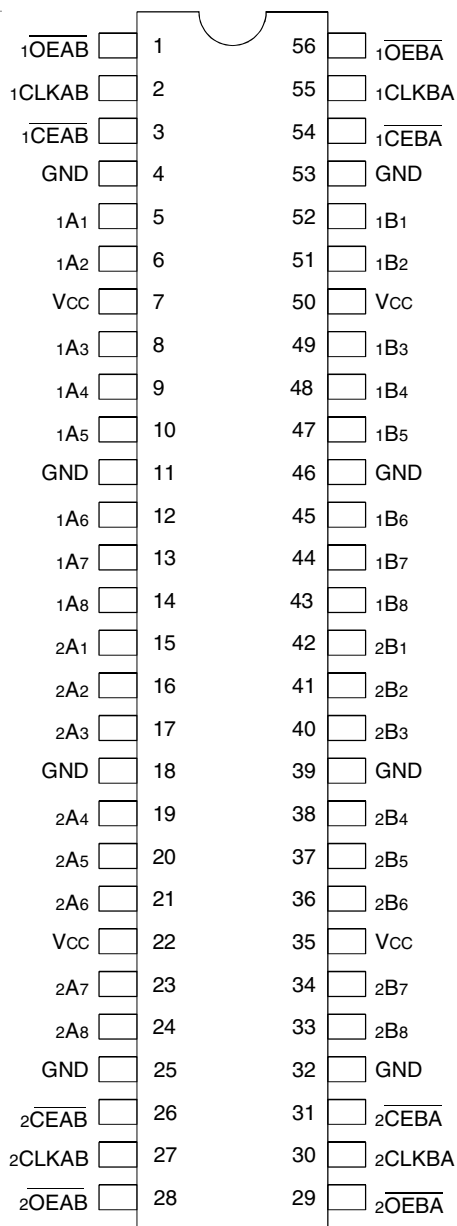 1OEAB 1 56 1OEBA
1CLKAB 2 55 1CLKBA
1CEAB 3 54 1CEBA
GND 4 53 GND
1A1 5 52 1B1
1A2 6 51 1B2
VCC 7 50 VCC
1A3 8 49 1B3
1A4 9 48 1B4
1A5 10 47 1B5
GND 11 46 GND
1A6 12 45 1B6
1A7 13 44 1B7
1A8 14 43 1B8
2A1 15 42 2B1
2A2 16 41 2B2
2A3 17 40 2B3
GND 18 39 GND
2A4 19 38 2B4
2A5 20 37 2B5
2A6 21 36 2B6
VCC 22 35 VCC
2A7 23 34 2B7
2A8 24 33 2B8
GND 25 32 GND
2CEAB 26 31 2CEBA
2CLKAB 27 30 2CLKBA
2OEAB 28 29 2OEBA